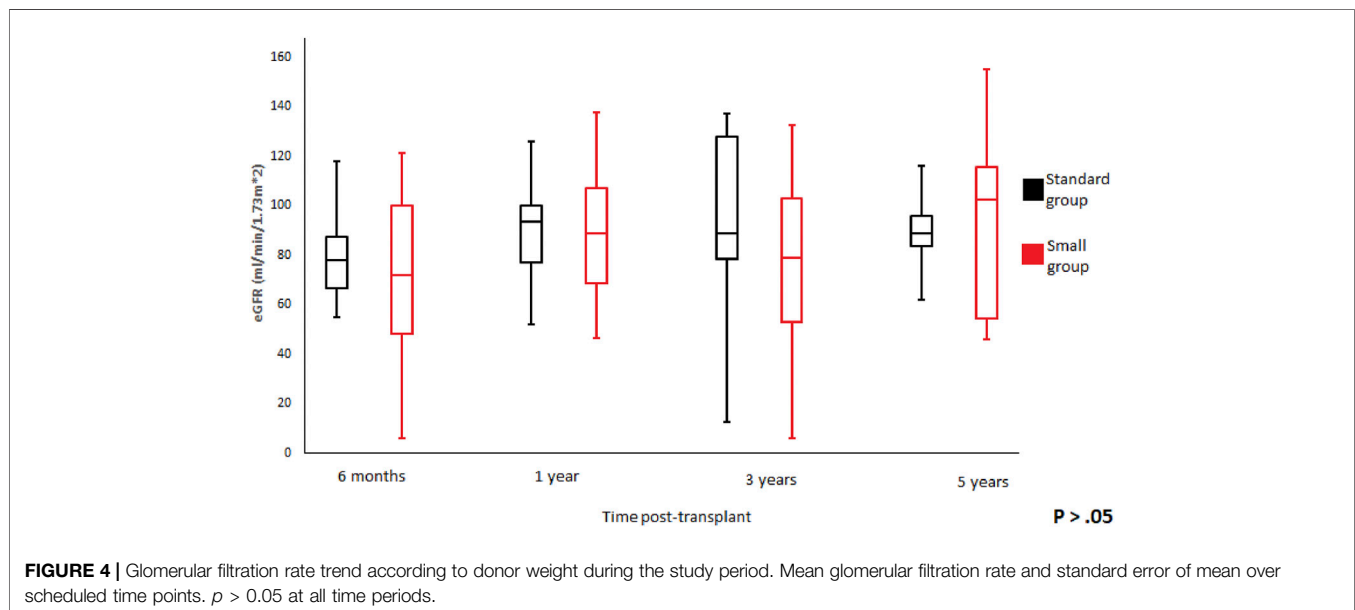 160
140
120
100
80
60
40
20
0
eGFR (ml/min/1.73m*2)
Standard
group
Small
group
6 months 1 year 3 years 5 years
Time post-transplant
P > .05
FIGURE 4 | Glomerular filtration rate trend according to donor weight during the study period. Mean glomerular filtration rate and standard error of mean over
scheduled time points. p > 0.05 at all time periods.